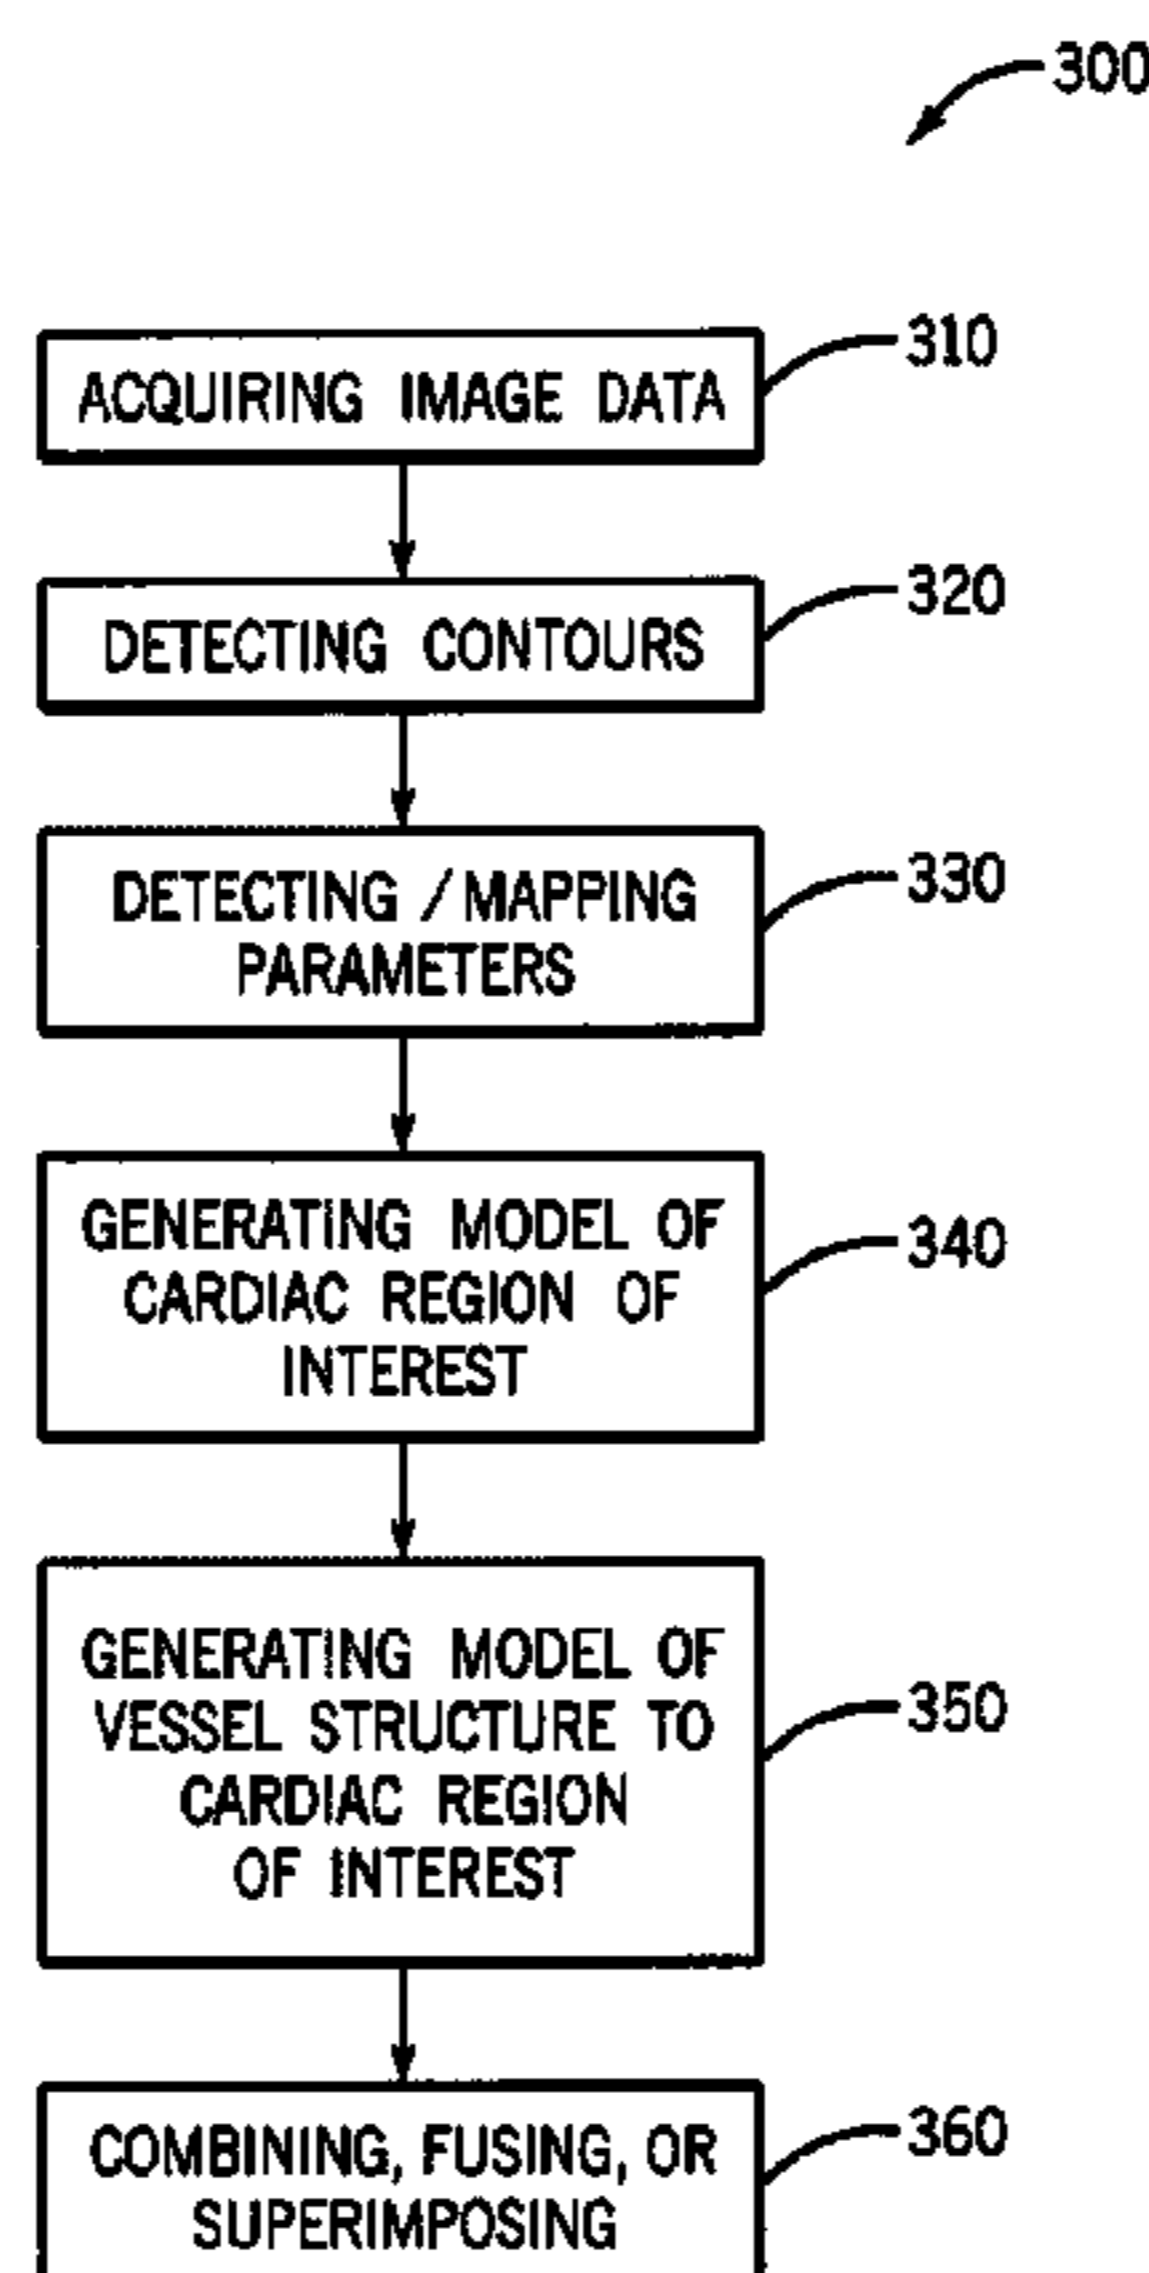 300
310
ACQUIRING IMAGE DATA
320
DETECTING CONTOURS
330
DETECTING / MAPPING
PARAMETERS
340
GENERATING MODEL OF
CARDIAC REGION OF
INTEREST
350
GENERATING MODEL OF
VESSEL STRUCTURE TO
CARDIAC REGION
OF INTEREST
360
COMBINING, FUSING, OR
SUPERIMPOSING